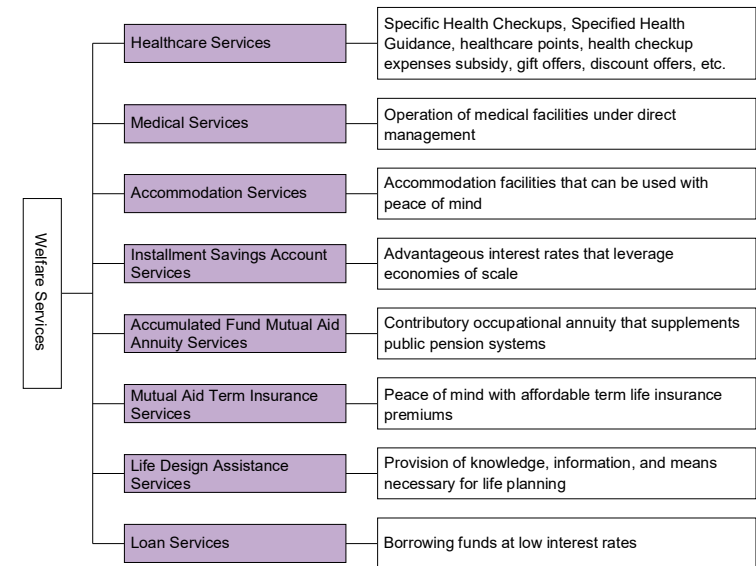 Welfare Services
Healthcare Services
Specific Health Checkups, Specified Health
Guidance, healthcare points, health checkup
expenses subsidy, gift offers, discount offers, etc.
Medical Services
Operation of medical facilities under direct
management
Accommodation Services
Accommodation facilities that can be used with
peace of mind
Installment Savings Account
Services
Advantageous interest rates that leverage
economies of scale
Accumulated Fund Mutual Aid
Annuity Services
Contributory occupational annuity that supplements
public pension systems
Mutual Aid Term Insurance
Services
Peace of mind with affordable term life insurance
premiums
Life Design Assistance
Services
Provision of knowledge, information, and means
necessary for life planning
Loan Services
Borrowing funds at low interest rates